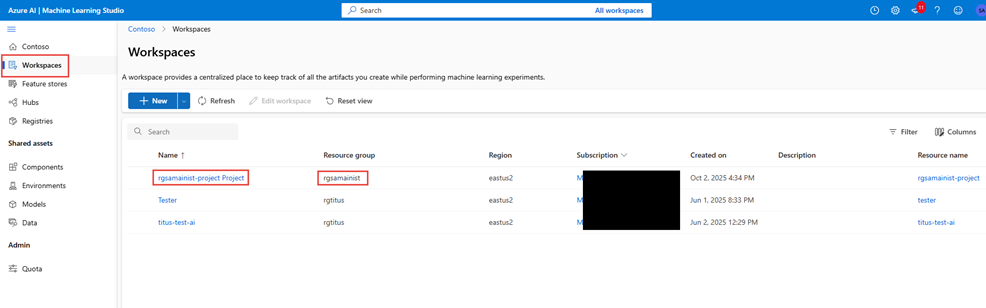 Azure AI | Machine Learning Studio
Search
All workspaces
11
?
SA
Contoso
Workspaces
Feature stores
Hubs
Registries
Shared assets
Components
Environments
Models
Data
Admin
Quota
Contoso > Workspaces
Workspaces
A workspace provides a centralized place to keep track of all the artifacts you create while performing machine learning experiments.
+ New Refresh Edit workspace Reset view
Search Filter Columns
Name ↑ Resource group Region Subscription Created on Description Resource name
rgsamainist-project Project rgsamainist eastus2 M Oct 2, 2025 4:34 PM rgsamainist-project
Tester rgtitus eastus2 M Jun 1, 2025 8:33 PM tester
titus-test-ai rgtitus eastus2 M Jun 2, 2025 12:29 PM titus-test-ai